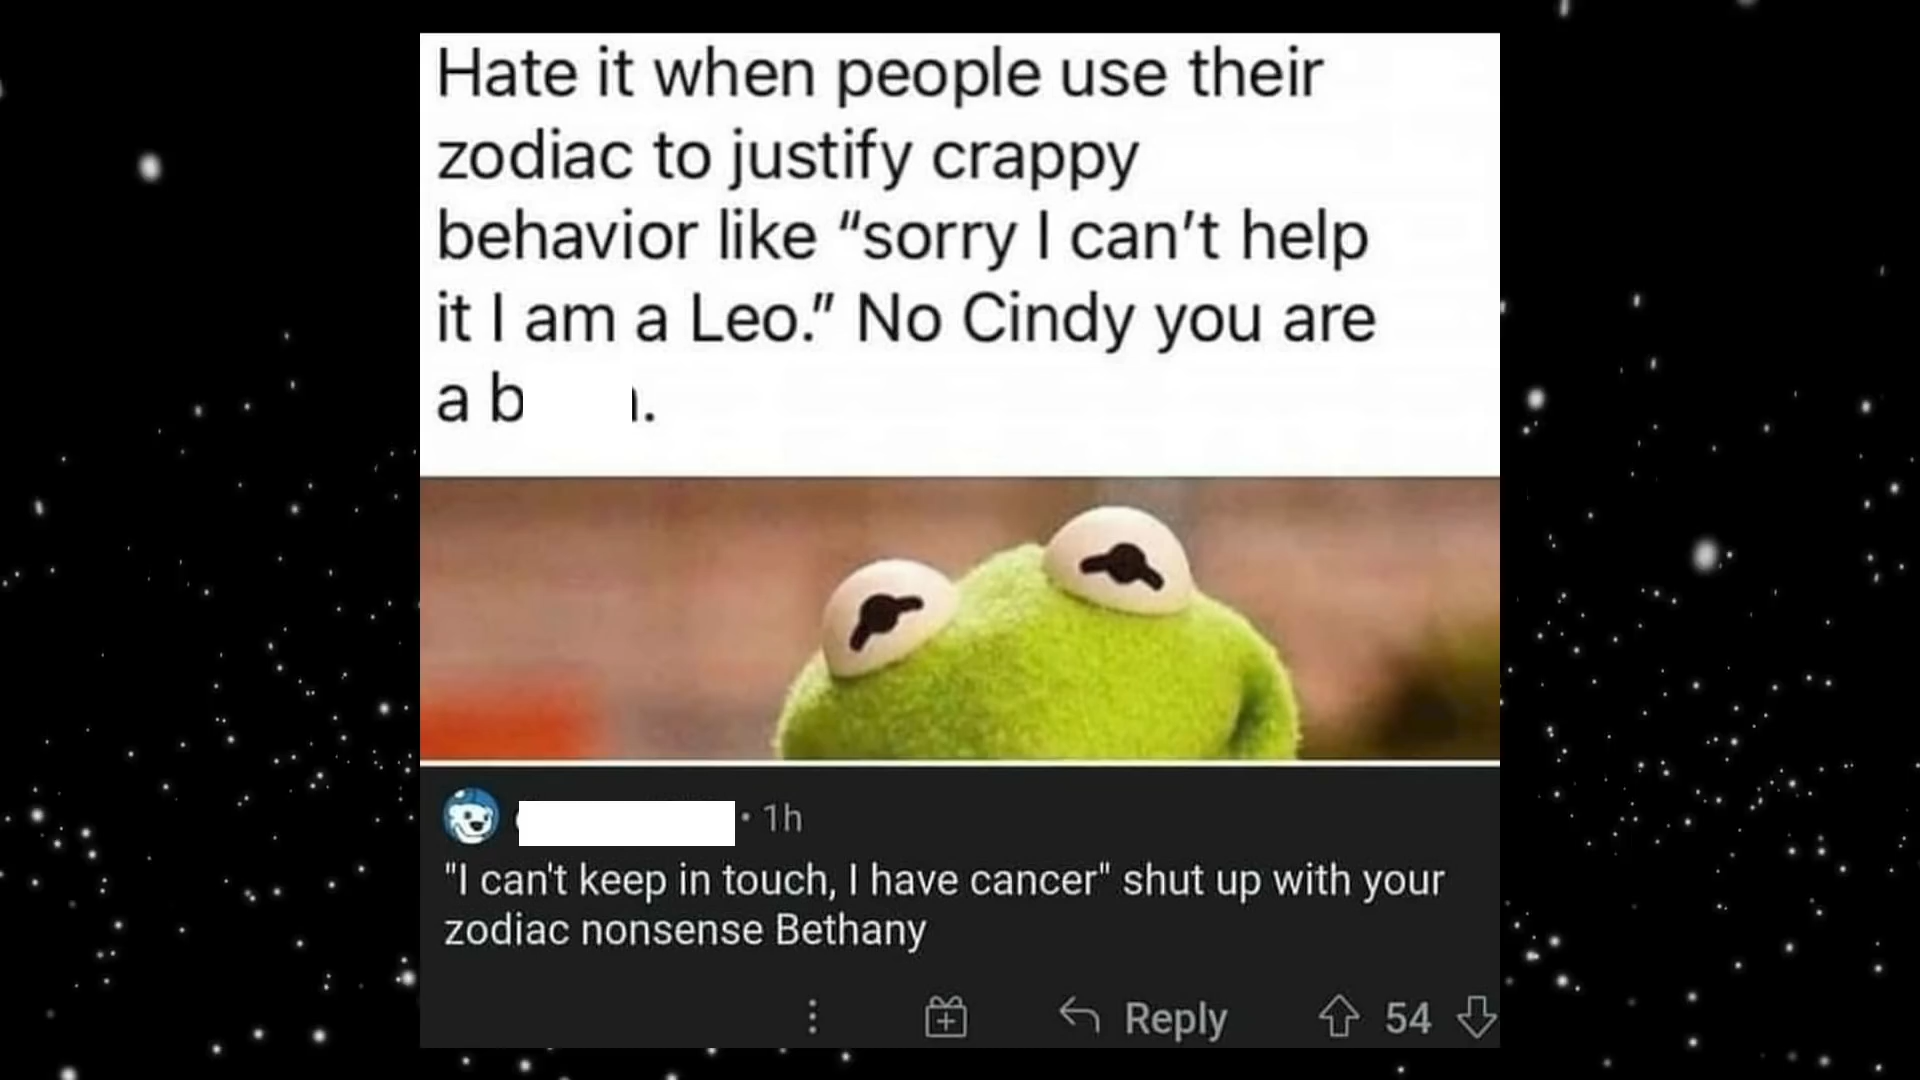 Hate it when people use their
zodiac to justify crappy
behavior like “sorry I can’t help
it I am a Leo.” No Cindy you are
a b
• 1h
"I can't keep in touch, I have cancer" shut up with your
zodiac nonsense Bethany
Reply 54